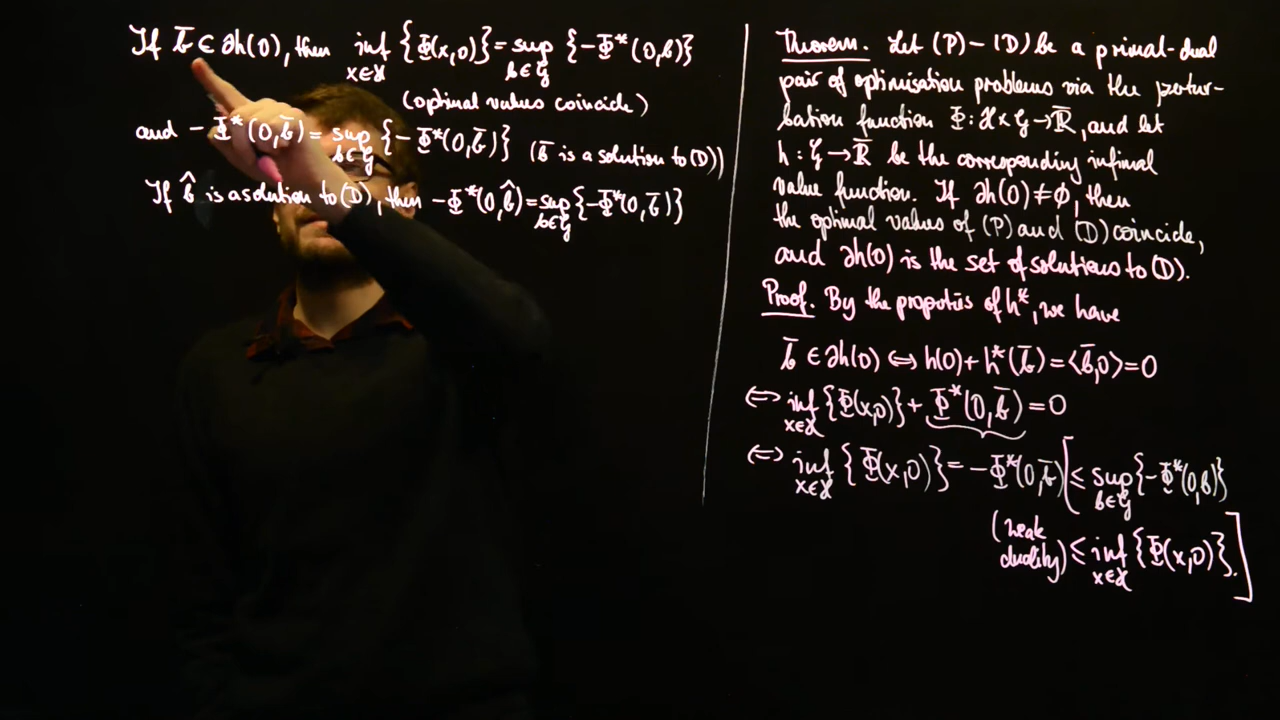 If b̄ ∈ ∂h(0), then inf {Φ(x,0)} = sup {-Φ*(0,b)}
x∈X b∈G
(optimal values coincide)
and -Φ*(0,b̄) = sup {-Φ*(0,b̄)} (b̄ is a solution to (D))
b∈G
If b̂ is a solution to (D), then -Φ*(0,b̂) = sup {-Φ*(0,b̄)}
b∈G
Theorem. Let (P)-(D) be a primal-dual
pair of optimisation problems via the pertur-
bation function Φ: X×G→R̄, and let
h: G→R̄ be the corresponding infimal
value function. If ∂h(0) ≠ ∅, then
the optimal values of (P) and (D) coincide,
and ∂h(0) is the set of solutions to (D).
Proof. By the properties of h*, we have
b̄ ∈ ∂h(0) ⇔ h(0) + h*(b̄) = ⟨b̄,0⟩ = 0
⇔ inf {Φ(x,0)} + Φ*(0,b̄) = 0
x∈X
⇔ inf {Φ(x,0)} = -Φ*(0,b̄) [≤ sup {-Φ*(0,b)}
x∈X b∈G
(weak
duality) ≤ inf {Φ(x,0)}.]
x∈X